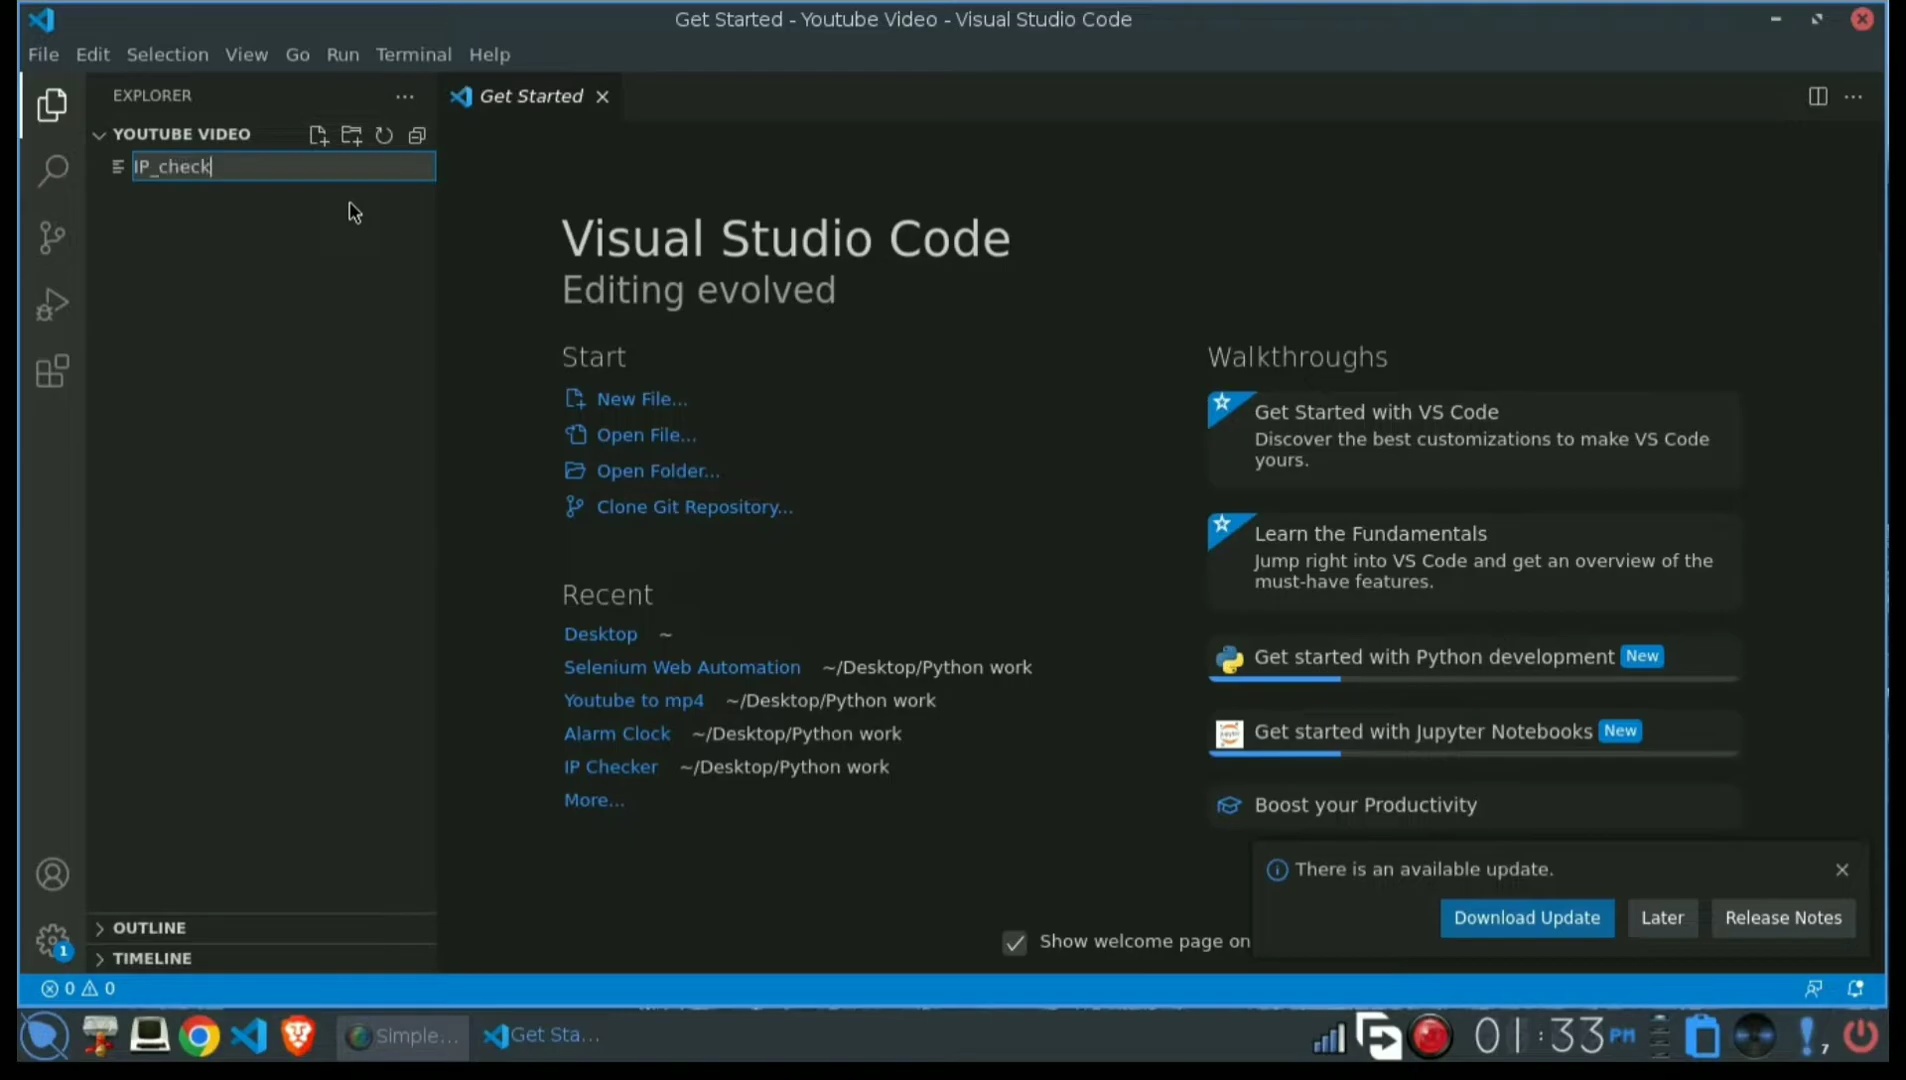 Get Started - Youtube Video - Visual Studio Code
File Edit Selection View Go Run Terminal Help
EXPLORER
Get Started
YOUTUBE VIDEO
IP_check
Visual Studio Code
Editing evolved
Start
New File...
Open File...
Open Folder...
Clone Git Repository...
Recent
Desktop ~
Selenium Web Automation ~/Desktop/Python work
Youtube to mp4 ~/Desktop/Python work
Alarm Clock ~/Desktop/Python work
IP Checker ~/Desktop/Python work
More...
Walkthroughs
Get Started with VS Code
Discover the best customizations to make VS Code
yours.
Learn the Fundamentals
Jump right into VS Code and get an overview of the
must-have features.
Get started with Python development New
Get started with Jupyter Notebooks New
Boost your Productivity
There is an available update.
Download Update Later Release Notes
Show welcome page on
OUTLINE
TIMELINE
1
0 0
Simple... Get Sta... 01:33 PM 7